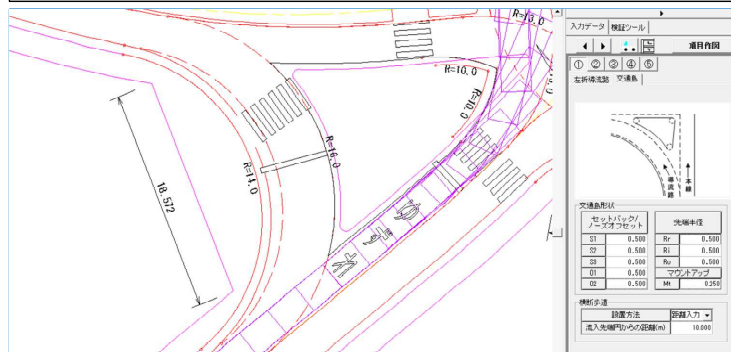 R=13.0
R=10.0
R=10.0
R=16.0
R=11.0
18.572
入力データ 検証ツール
項目作図
① ② ③ ④ ⑤
左折導流路 交通島
導流路
本線
交通島形状
セットバック/
ノーズオフセット
先端半径
S1 0.500 Rr 0.500
S2 0.500 Ri 0.500
S3 0.500 Ru 0.500
O1 0.500 マウントアップ
O2 0.500 Mt 0.250
横断歩道
設置方法 距離入力
流入先端円からの距離(m) 10.000